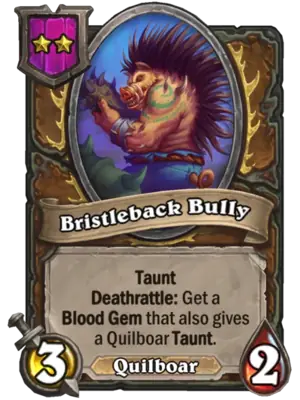 Bristleback Bully
Taunt
Deathrattle: Get a
Blood Gem that also gives
a Quilboar Taunt.
3
Quilboar
2